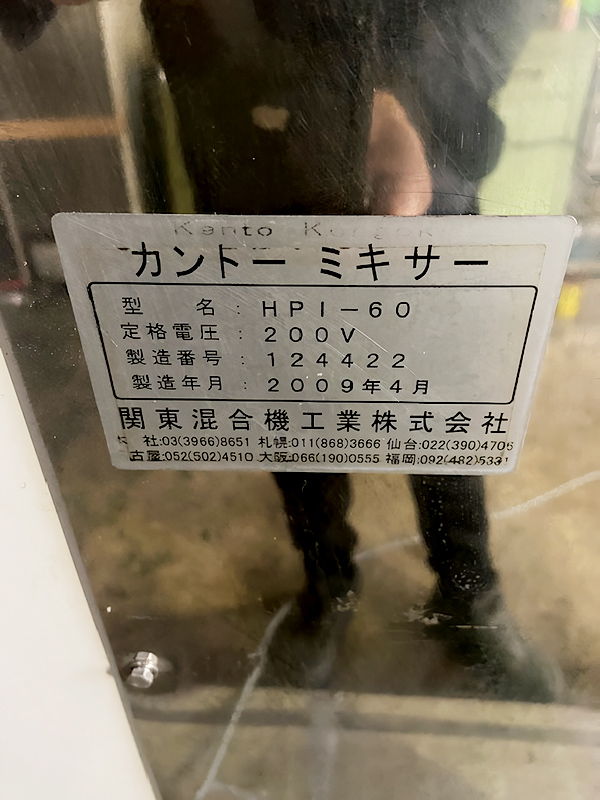 Kanto
カントー ミキサー
型 名 : HPI-60
定格電圧 : 200V
製造番号 : 124422
製造年月 : 2009年4月
関東混合機工業株式会社
社:03(3966)8651 札幌:011(868)3666 仙台:022(390)4706
古屋:052(502)4510 大阪:066(190)0555 福岡:092(482)5331